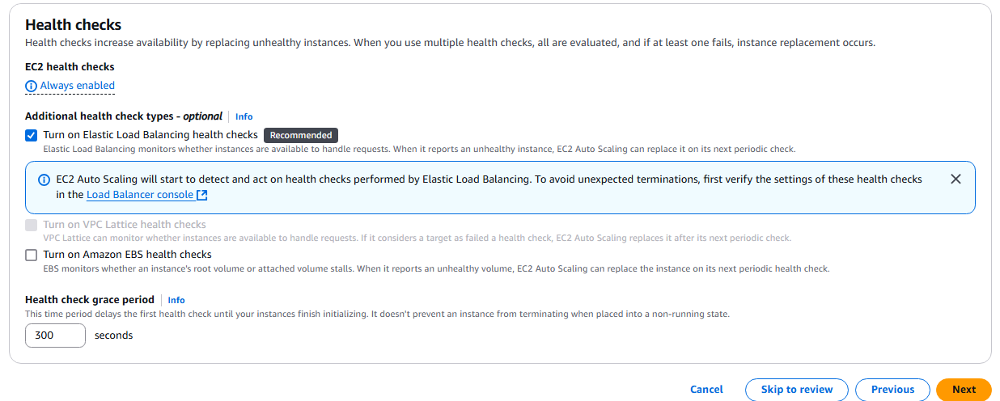 Health checks
Health checks increase availability by replacing unhealthy instances. When you use multiple health checks, all are evaluated, and if at least one fails, instance replacement occurs.
EC2 health checks
Always enabled
Additional health check types - optional Info
Turn on Elastic Load Balancing health checks Recommended
Elastic Load Balancing monitors whether instances are available to handle requests. When it reports an unhealthy instance, EC2 Auto Scaling can replace it on its next periodic check.
EC2 Auto Scaling will start to detect and act on health checks performed by Elastic Load Balancing. To avoid unexpected terminations, first verify the settings of these health checks
in the Load Balancer console
Turn on VPC Lattice health checks
VPC Lattice can monitor whether instances are available to handle requests. If it considers a target as failed a health check, EC2 Auto Scaling replaces it after its next periodic check.
Turn on Amazon EBS health checks
EBS monitors whether an instance's root volume or attached volume stalls. When it reports an unhealthy volume, EC2 Auto Scaling can replace the instance on its next periodic health check.
Health check grace period Info
This time period delays the first health check until your instances finish initializing. It doesn't prevent an instance from terminating when placed into a non-running state.
300 seconds
Cancel Skip to review Previous Next